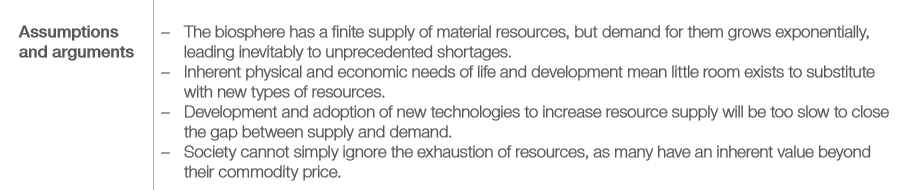 Assumptions
and arguments
– The biosphere has a finite supply of material resources, but demand for them grows exponentially,
leading inevitably to unprecedented shortages.
– Inherent physical and economic needs of life and development mean little room exists to substitute
with new types of resources.
– Development and adoption of new technologies to increase resource supply will be too slow to close
the gap between supply and demand.
– Society cannot simply ignore the exhaustion of resources, as many have an inherent value beyond
their commodity price.